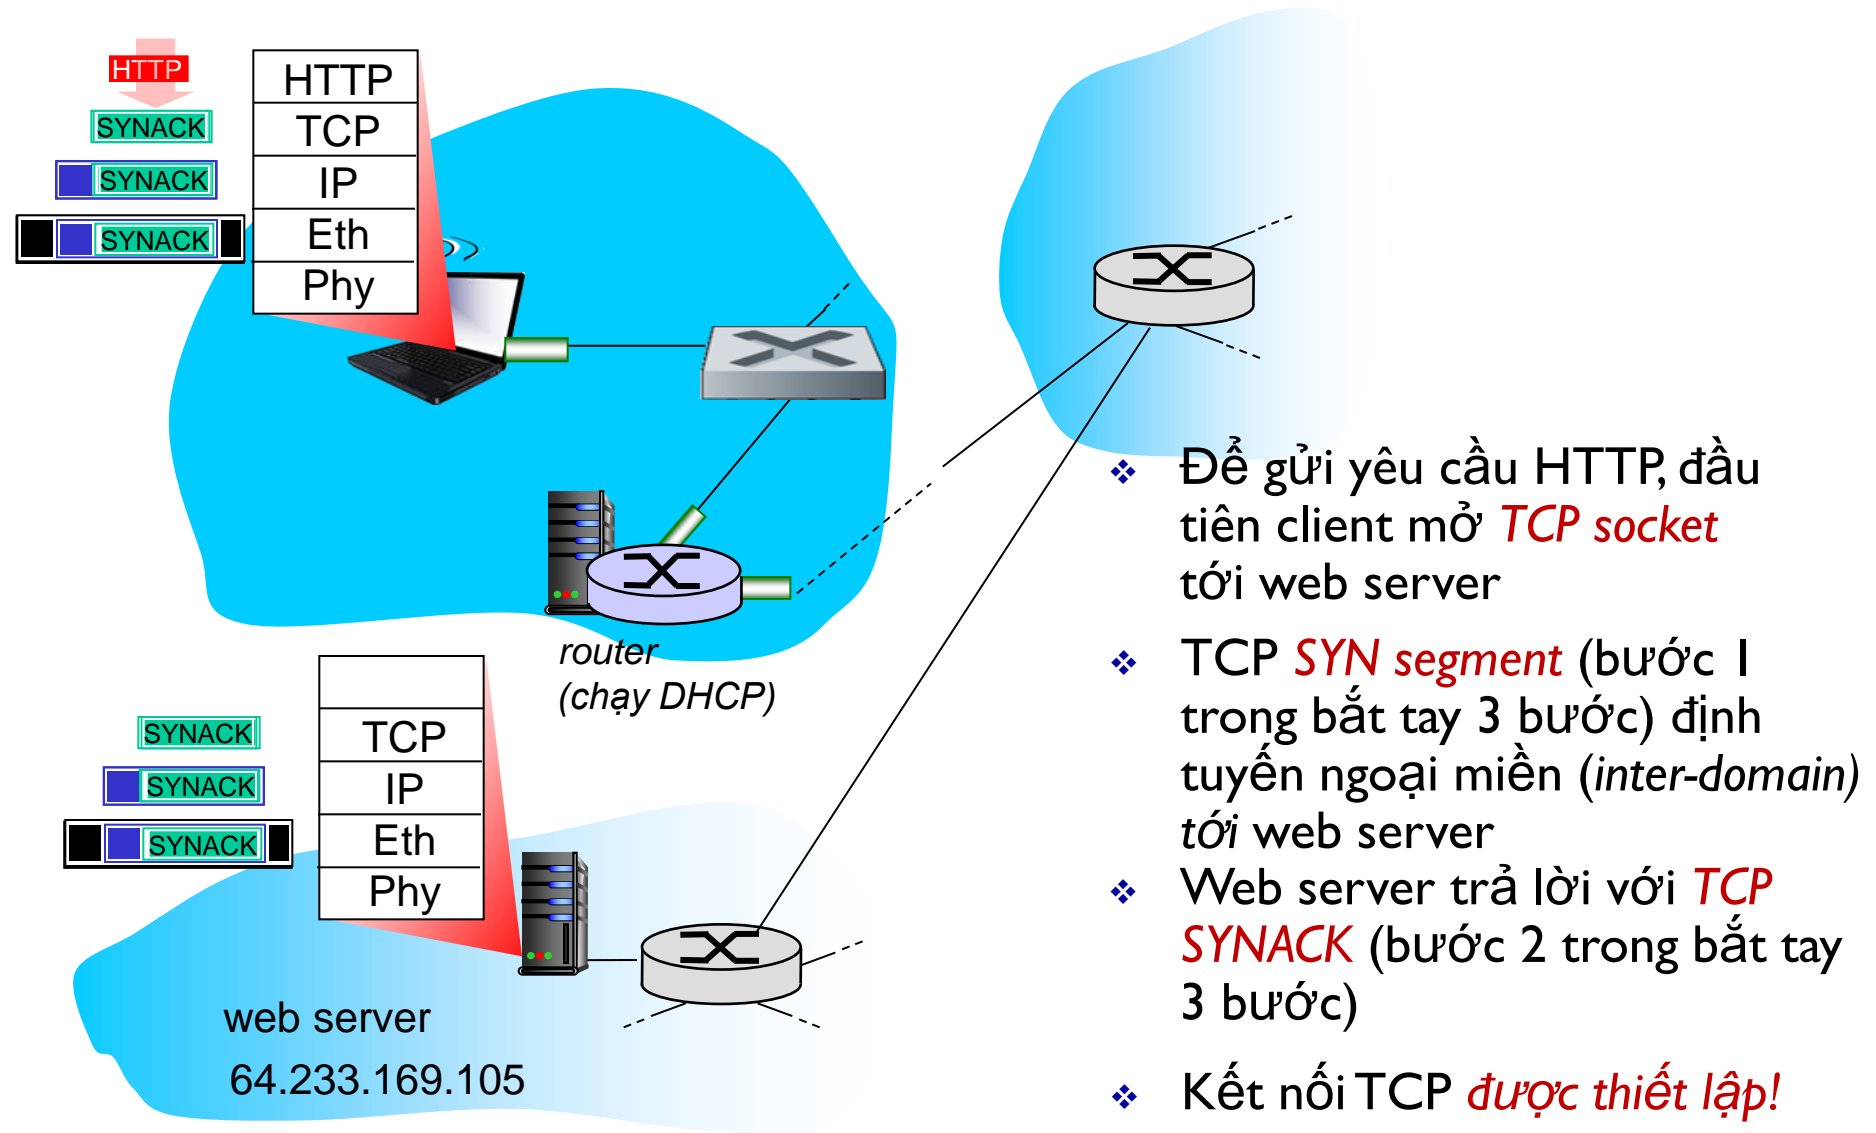 HTTP
SYNACK
SYNACK
SYNACK
HTTP
TCP
IP
Eth
Phy
router
(chạy DHCP)
SYNACK
SYNACK
SYNACK
TCP
IP
Eth
Phy
web server
64.233.169.105
Để gửi yêu cầu HTTP, đầu
tiên client mở TCP socket
tới web server
TCP SYN segment (bước 1
trong bắt tay 3 bước) định
tuyến ngoại miền (inter-domain)
tới web server
Web server trả lời với TCP
SYNACK (bước 2 trong bắt tay
3 bước)
Kết nối TCP được thiết lập!